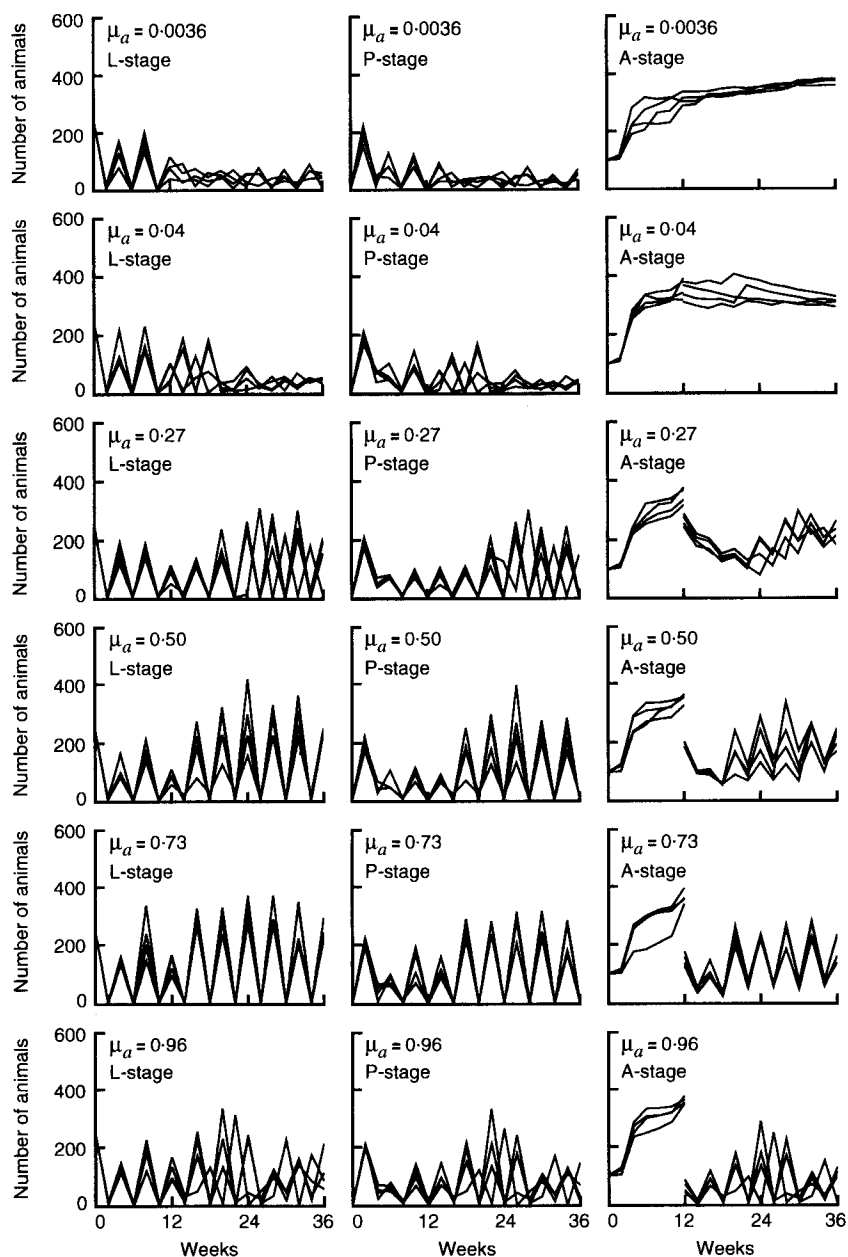 Number of animals
600
400
200
0
μa = 0·0036
L-stage
μa = 0·0036
P-stage
μa = 0·0036
A-stage
Number of animals
600
400
200
0
μa = 0·04
L-stage
μa = 0·04
P-stage
μa = 0·04
A-stage
Number of animals
600
400
200
0
μa = 0·27
L-stage
μa = 0·27
P-stage
μa = 0·27
A-stage
Number of animals
600
400
200
0
μa = 0·50
L-stage
μa = 0·50
P-stage
μa = 0·50
A-stage
Number of animals
600
400
200
0
μa = 0·73
L-stage
μa = 0·73
P-stage
μa = 0·73
A-stage
Number of animals
600
400
200
0
μa = 0·96
L-stage
μa = 0·96
P-stage
μa = 0·96
A-stage
0 12 24 36
0 12 24 36
0 12 24 36
Weeks
Weeks
Weeks